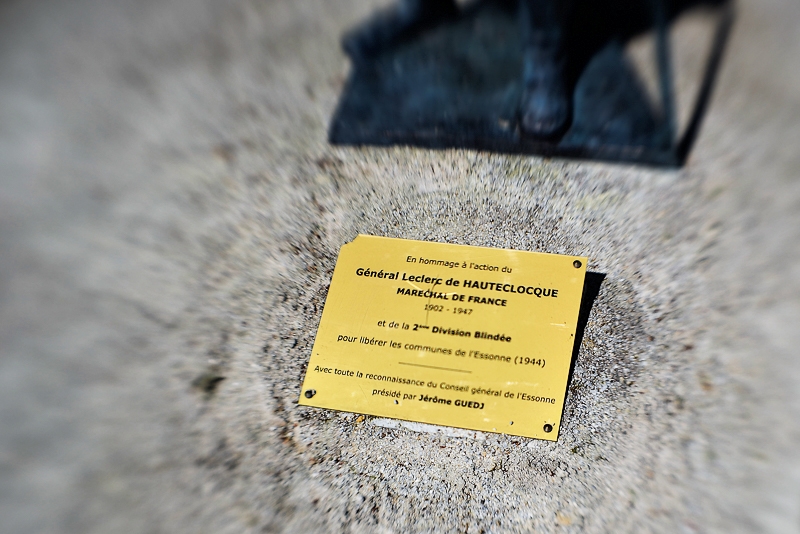 En hommage à l'action du
Général Leclerc de HAUTECLOCQUE
MARECHAL DE FRANCE
1902 - 1947
et de la 2ème Division Blindée
pour libérer les communes de l'Essonne (1944)
Avec toute la reconnaissance du Conseil général de l'Essonne
présidé par Jérôme GUEDJ